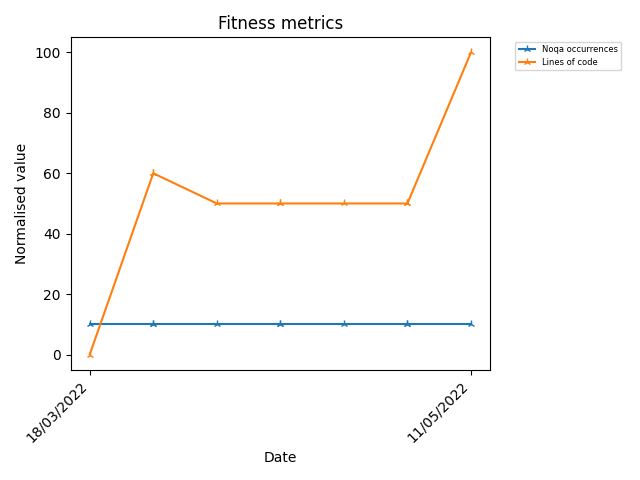 Fitness metrics
Noqa occurrences
Lines of code
Normalised value
100
80
60
40
20
0
18/03/2022
11/05/2022
Date